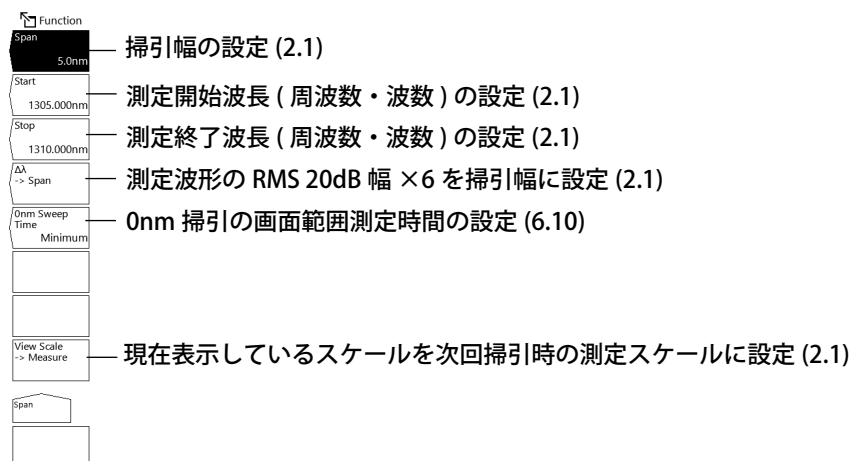 Function
Span
5.0nm
掃引幅の設定 (2.1)
Start
1305.000nm
測定開始波長 ( 周波数・波数 ) の設定 (2.1)
Stop
1310.000nm
測定終了波長 ( 周波数・波数 ) の設定 (2.1)
Δλ
-> Span
測定波形の RMS 20dB 幅 ×6 を掃引幅に設定 (2.1)
0nm Sweep
Time
Minimum
0nm 掃引の画面範囲測定時間の設定 (6.10)
View Scale
-> Measure
現在表示しているスケールを次回掃引時の測定スケールに設定 (2.1)
Span